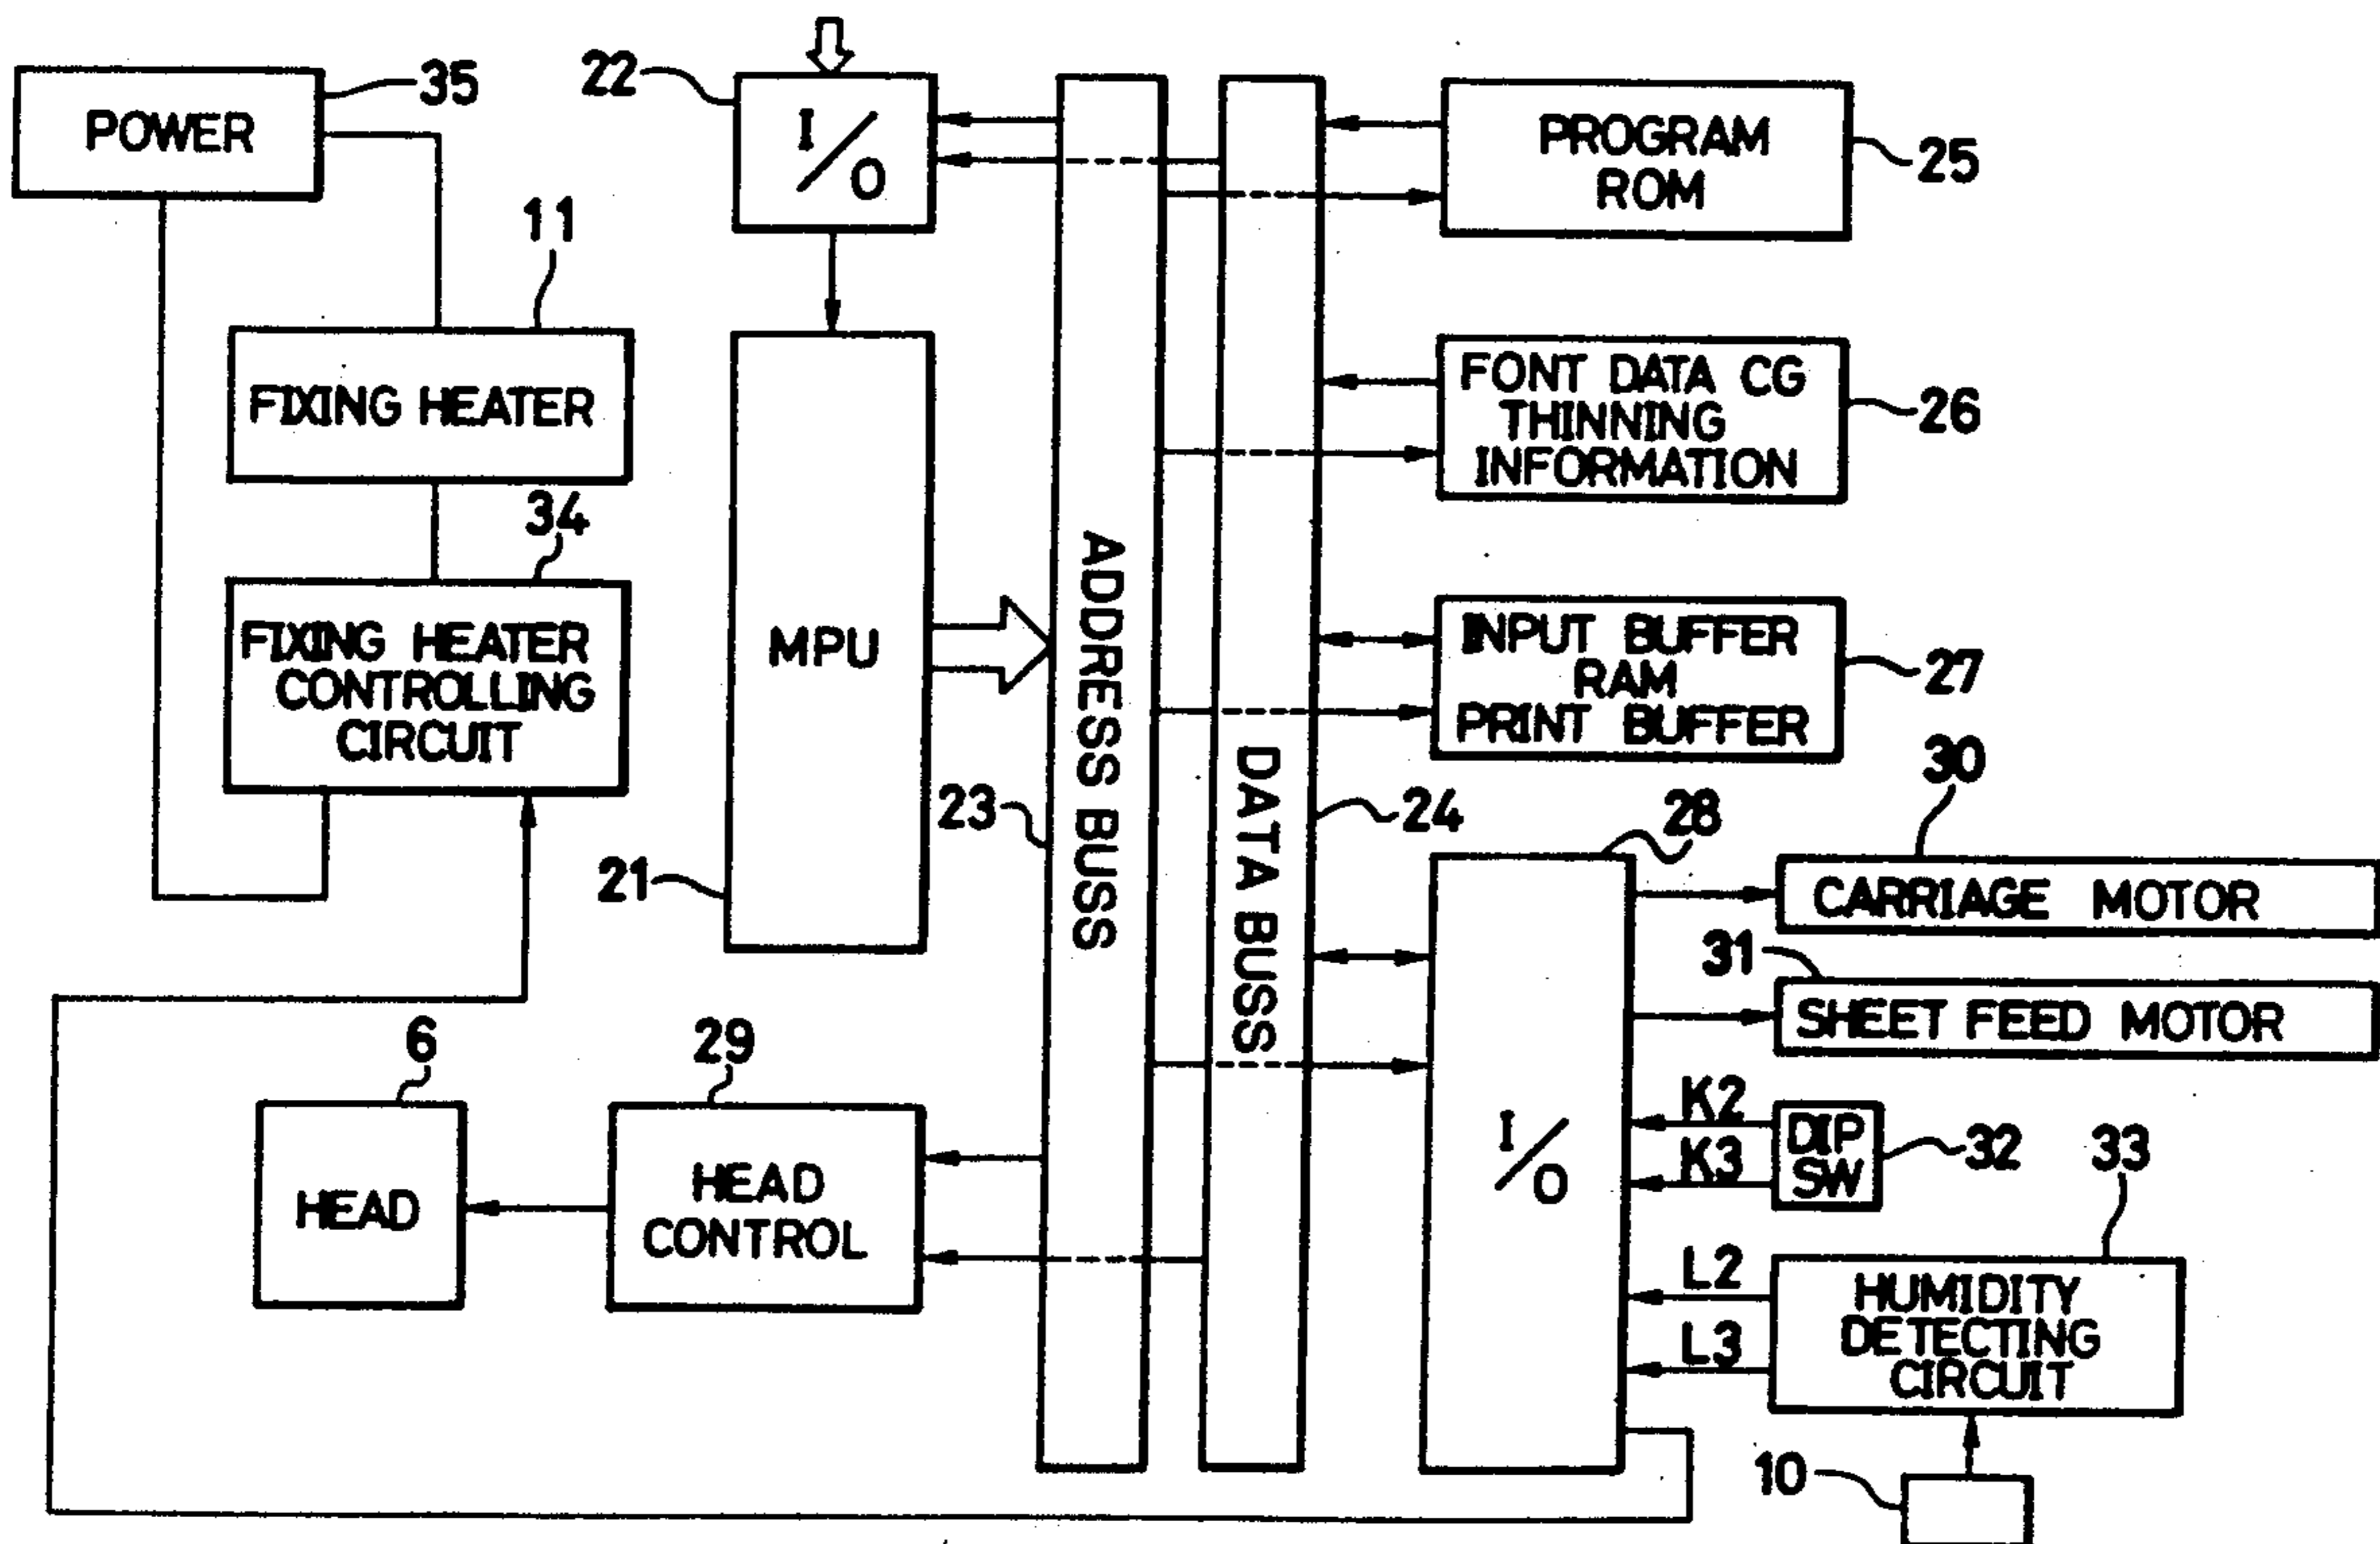 POWER
35
22
I/O
PROGRAM
ROM
25
11
FIXING HEATER
FONT DATA CG
THINNING
INFORMATION
26
34
FIXING HEATER
CONTROLLING
CIRCUIT
MPU
21
ADDRESS BUSS
23
DATA BUSS
24
INPUT BUFFER
RAM
PRINT BUFFER
27
28
I/O
30
CARRIAGE MOTOR
31
SHEET FEED MOTOR
K2
K3
DIP
SW
32
33
L2
L3
HUMIDITY
DETECTING
CIRCUIT
10
6
HEAD
29
HEAD
CONTROL